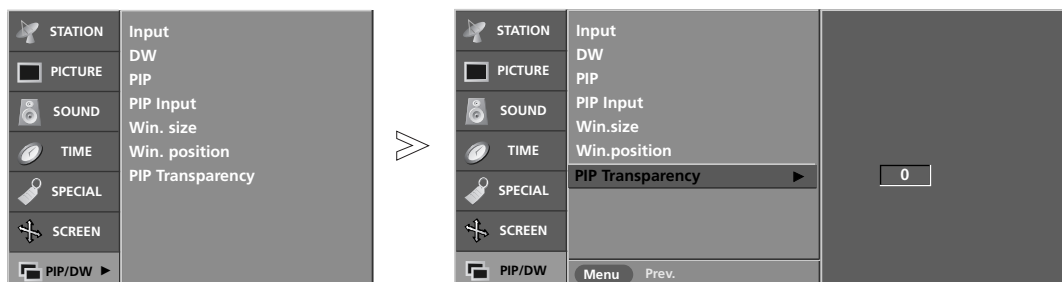 STATION
PICTURE
SOUND
TIME
SPECIAL
SCREEN
PIP/DW ►
Input
DW
PIP
PIP Input
Win. size
Win. position
PIP Transparency
STATION
PICTURE
SOUND
TIME
SPECIAL
SCREEN
PIP/DW
Input
DW
PIP
PIP Input
Win.size
Win.position
PIP Transparency ►
Menu Prev.
0